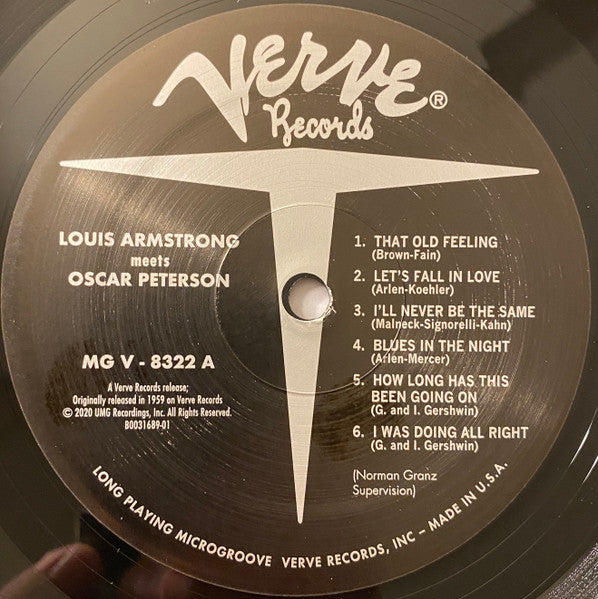 Verve®
Records
LOUIS ARMSTRONG
meets
OSCAR PETERSON
MG V - 8322 A
A Verve Records release;
Originally released in 1959 on Verve Records
© 2020 UMG Recordings, Inc. All Rights Reserved.
B0031689-01
1. THAT OLD FEELING
(Brown-Fain)
2. LET'S FALL IN LOVE
(Arlen-Koehler)
3. I'LL NEVER BE THE SAME
(Malneck-Signorelli-Kahn)
4. BLUES IN THE NIGHT
(Arlen-Mercer)
5. HOW LONG HAS THIS
BEEN GOING ON
(G. and I. Gershwin)
6. I WAS DOING ALL RIGHT
(G. and I. Gershwin)
(Norman Granz
Supervision)
LONG PLAYING MICROGROOVE VERVE RECORDS, INC – MADE IN U.S.A.